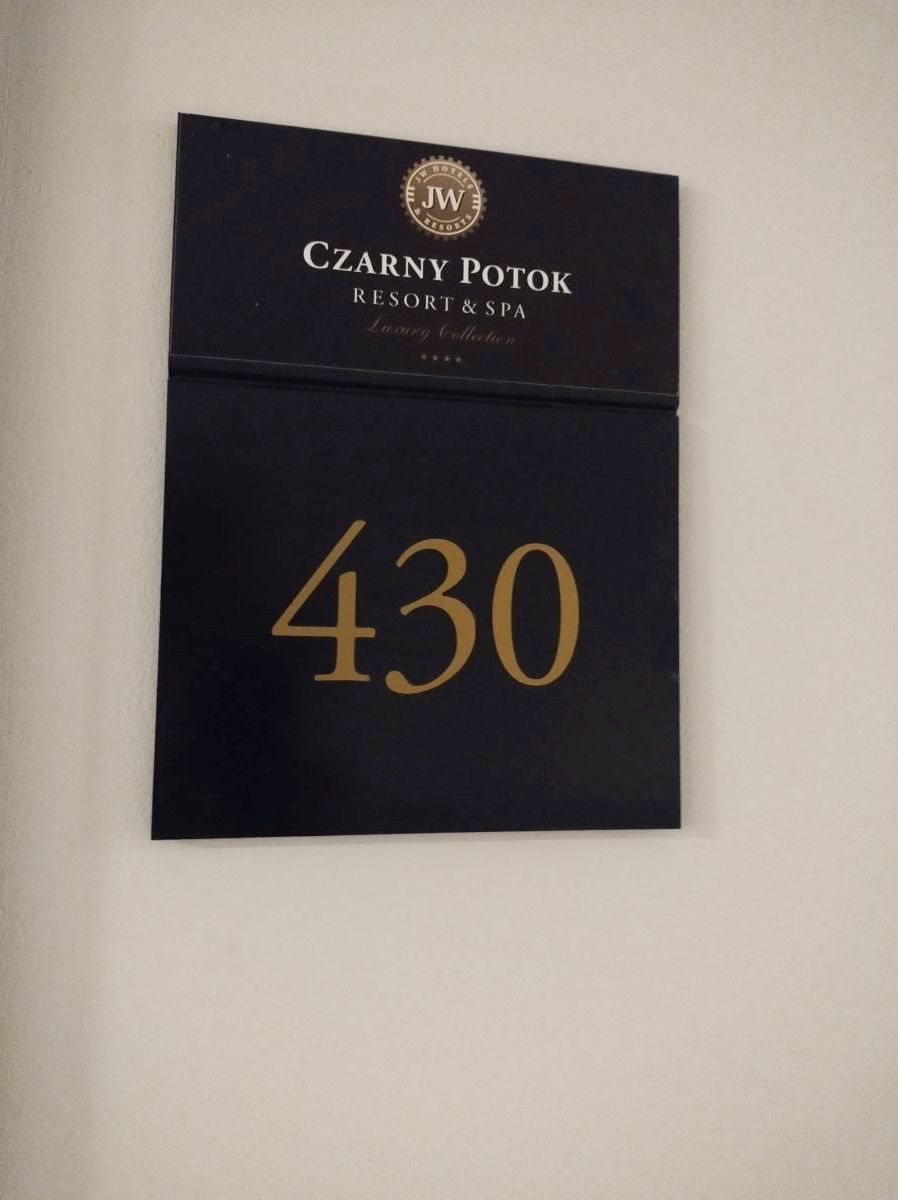 JW HOTELS
JW
& RESORTS
CZARNY POTOK
RESORT & SPA
Luxury Collection
★★★★
430